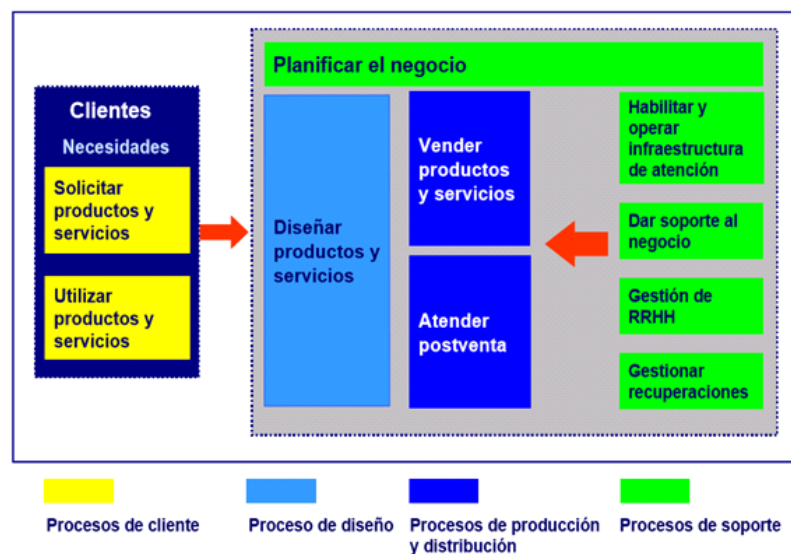 Planificar el negocio
Clientes
Necesidades
Solicitar
productos y
servicios
Utilizar
productos y
servicios
Diseñar
productos y
servicios
Vender
productos
y servicios
Atender
postventa
Habilitar y
operar
infraestructura
de atención
Dar soporte al
negocio
Gestión de
RRHH
Gestionar
recuperaciones
Procesos de cliente
Proceso de diseño
Procesos de producción
y distribución
Procesos de soporte